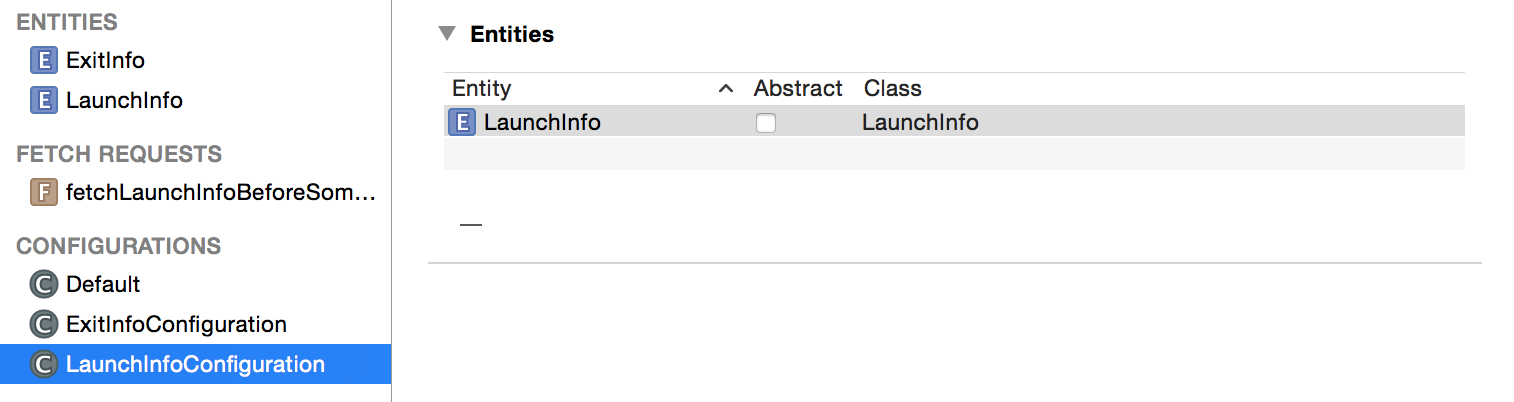 ENTITIES
E ExitInfo
E LaunchInfo
FETCH REQUESTS
F fetchLaunchInfoBeforeSom...
CONFIGURATIONS
C Default
C ExitInfoConfiguration
C LaunchInfoConfiguration
Entities
Entity Abstract Class
E LaunchInfo LaunchInfo